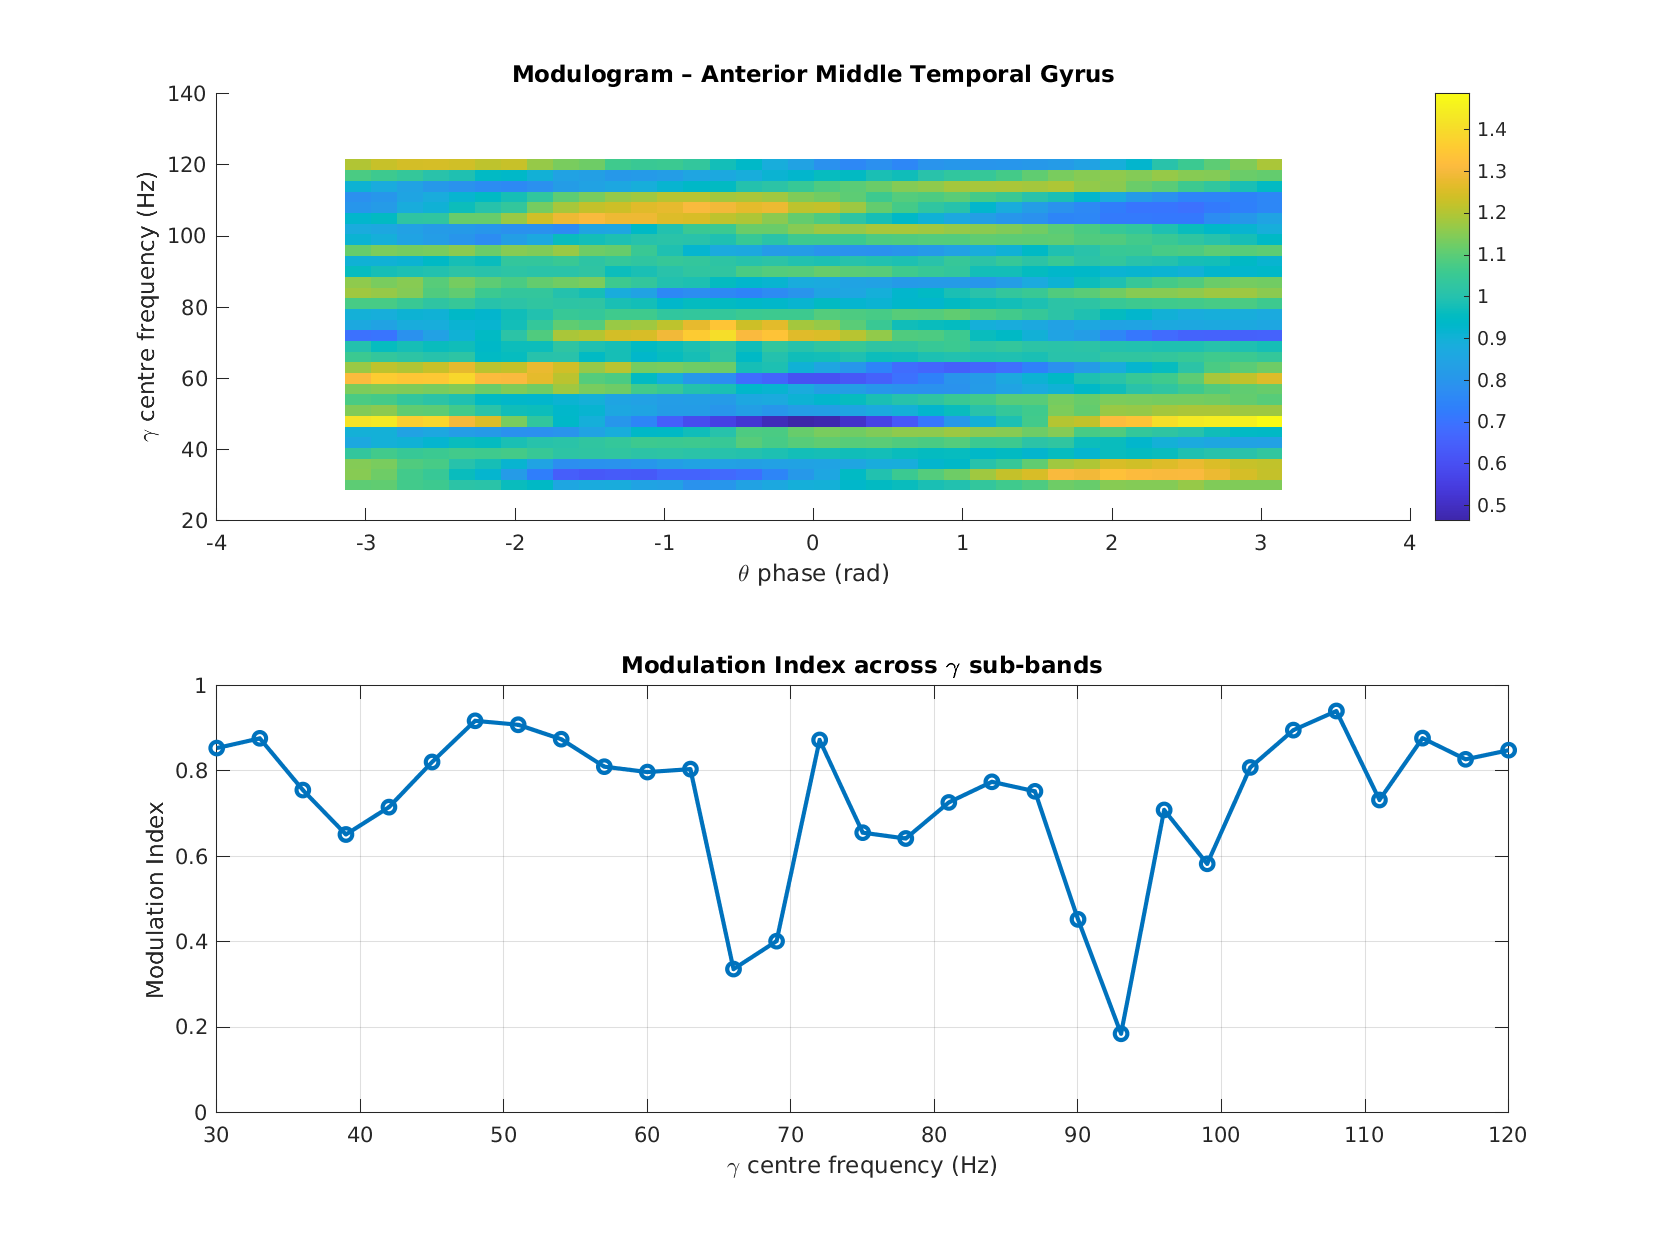 Modulogram – Anterior Middle Temporal Gyrus
140
120
100
80
60
40
20
γ centre frequency (Hz)
-4 -3 -2 -1 0 1 2 3 4
θ phase (rad)
1.4
1.3
1.2
1.1
1
0.9
0.8
0.7
0.6
0.5
Modulation Index across γ sub-bands
1
0.8
0.6
0.4
0.2
0
Modulation Index
30 40 50 60 70 80 90 100 110 120
γ centre frequency (Hz)